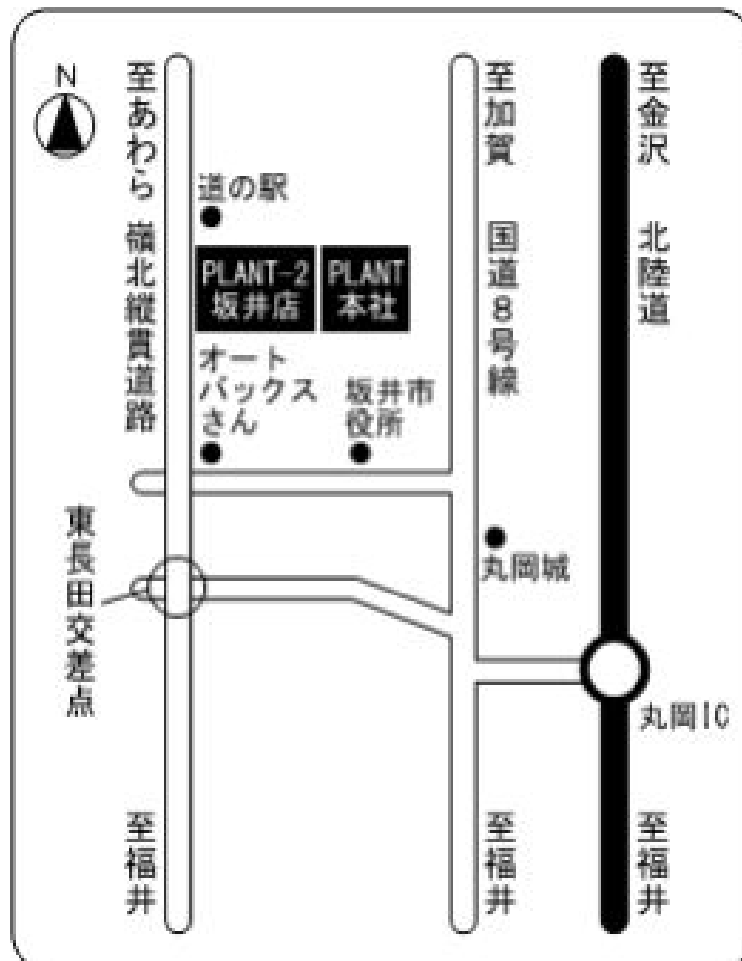 N
至あわら
嶺北縦貫道路
至加賀
国道8号線
至金沢
北陸道
道の駅
PLANT-2
坂井店
PLANT
本社
オート
バックス
さん
坂井市
役所
東長田交差点
丸岡城
丸岡IC
至福井
至福井
至福井